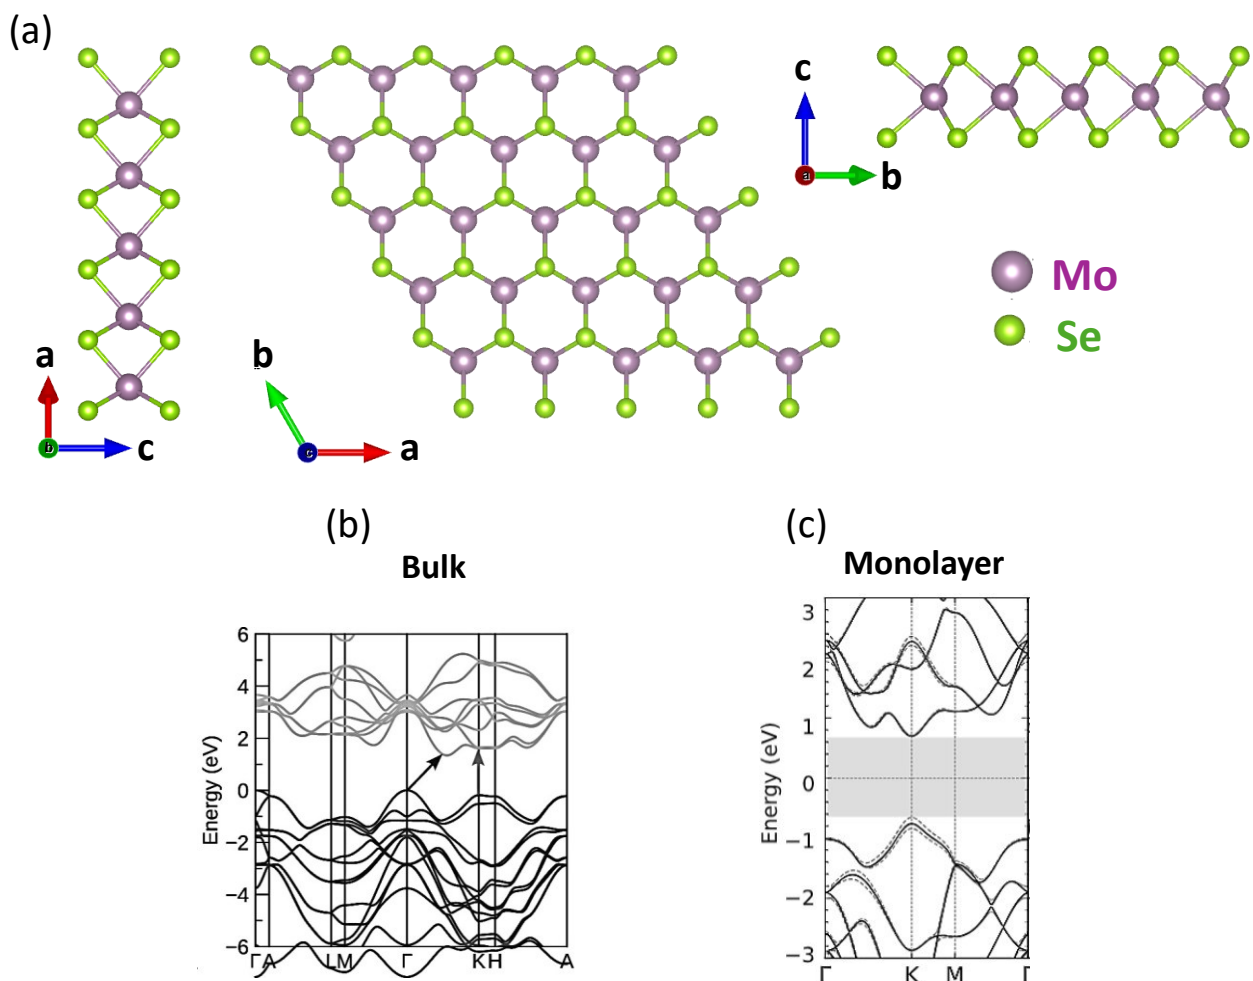 (a)
c
a
b
Mo
Se
a
b
c
b
c
a
(b)
Bulk
(c)
Monolayer
6
4
2
0
−2
−4
−6
Energy (eV)
Γ A L M Γ K H A
3
2
1
0
−1
−2
−3
Energy (eV)
Γ K M Γ